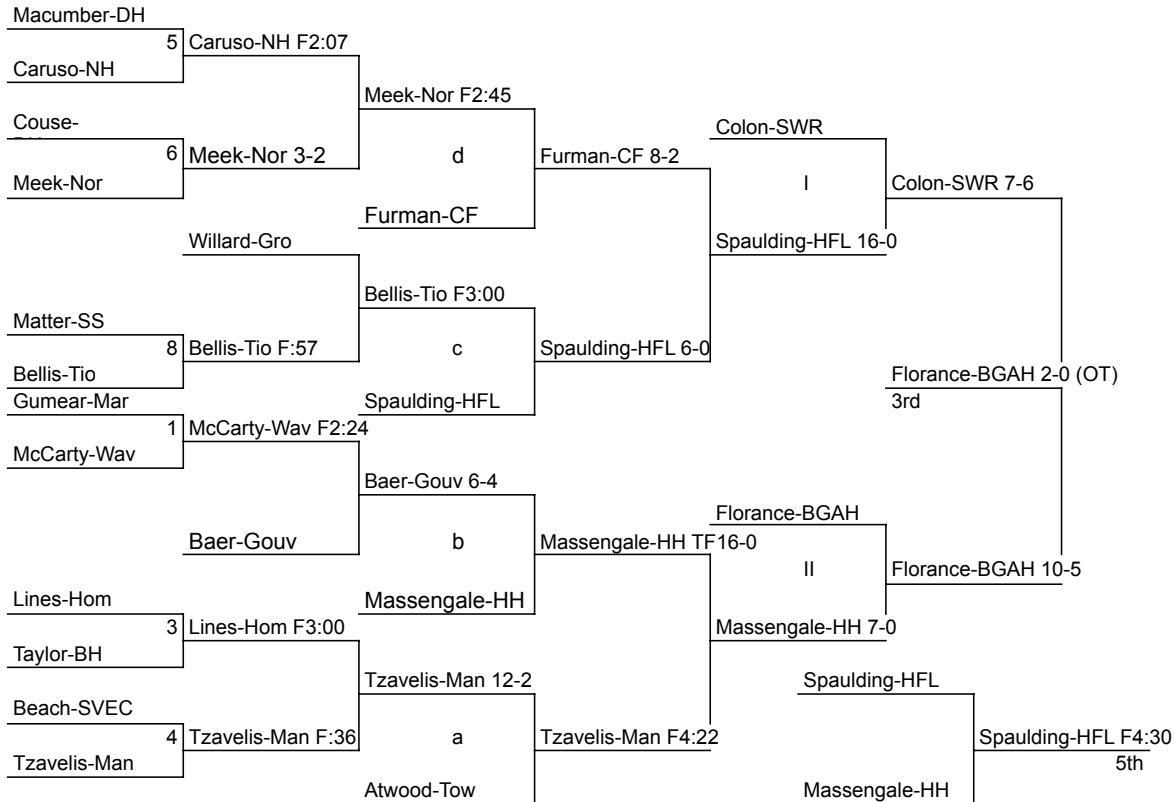 Macumber-DH
5 Caruso-NH F2:07
Caruso-NH
Meek-Nor F2:45
Couse-
Colon-SWR
6 Meek-Nor 3-2 d Furman-CF 8-2
Meek-Nor
I Colon-SWR 7-6
Furman-CF
Willard-Gro Spaulding-HFL 16-0
Bellis-Tio F3:00
Matter-SS
8 Bellis-Tio F:57 c Spaulding-HFL 6-0
Bellis-Tio
Florance-BGAH 2-0 (OT)
3rd
Gumear-Mar Spaulding-HFL
1 McCarty-Wav F2:24
McCarty-Wav
Baer-Gouv 6-4
Florance-BGAH
Baer-Gouv b Massengale-HH TF16-0
II Florance-BGAH 10-5
Lines-Hom Massengale-HH
3 Lines-Hom F3:00 Massengale-HH 7-0
Taylor-BH
Tzavelis-Man 12-2 Spaulding-HFL
Beach-SVEC
4 Tzavelis-Man F:36 a Tzavelis-Man F4:22 Spaulding-HFL F4:30
5th
Tzavelis-Man
Atwood-Tow Massengale-HH